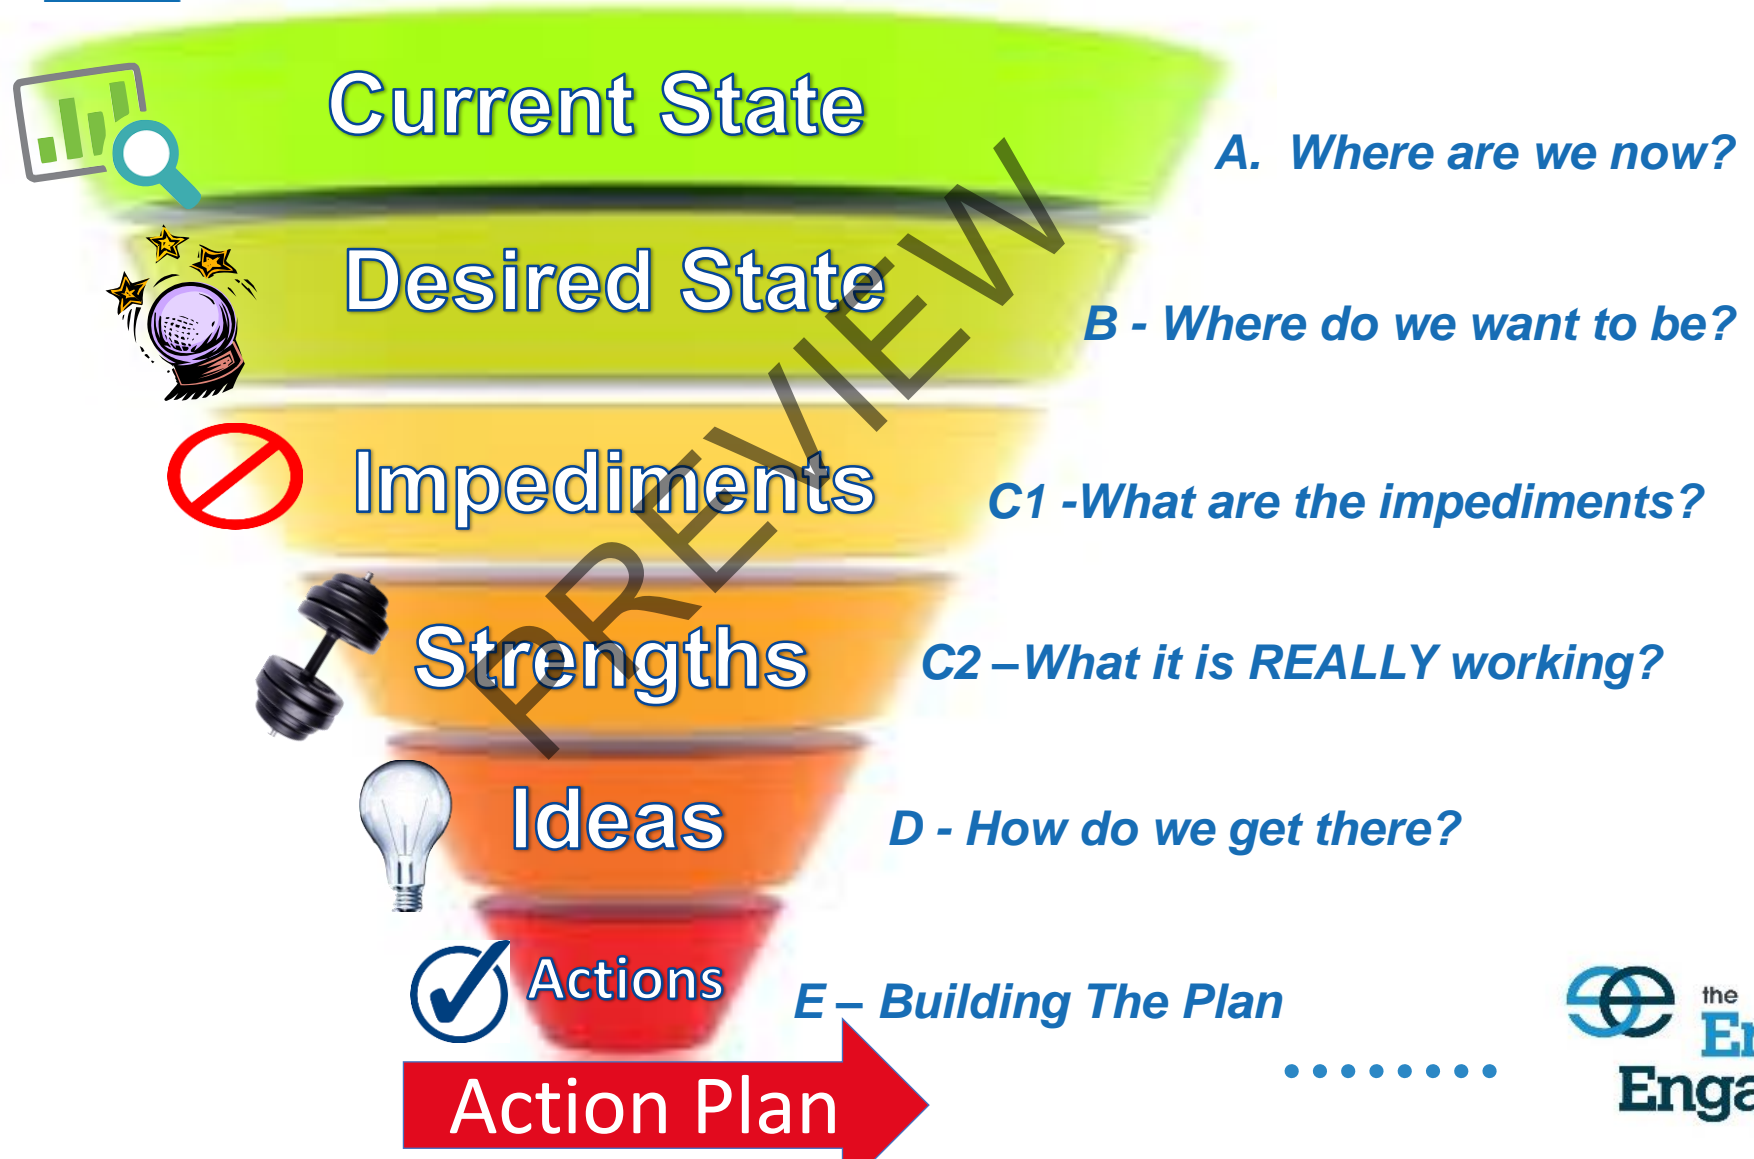 Current State
A. Where are we now?
Desired State
B - Where do we want to be?
Impediments
C1 -What are the impediments?
Strengths
C2 –What it is REALLY working?
Ideas
D - How do we get there?
Actions
E – Building The Plan
Action Plan
PREVIEW
the